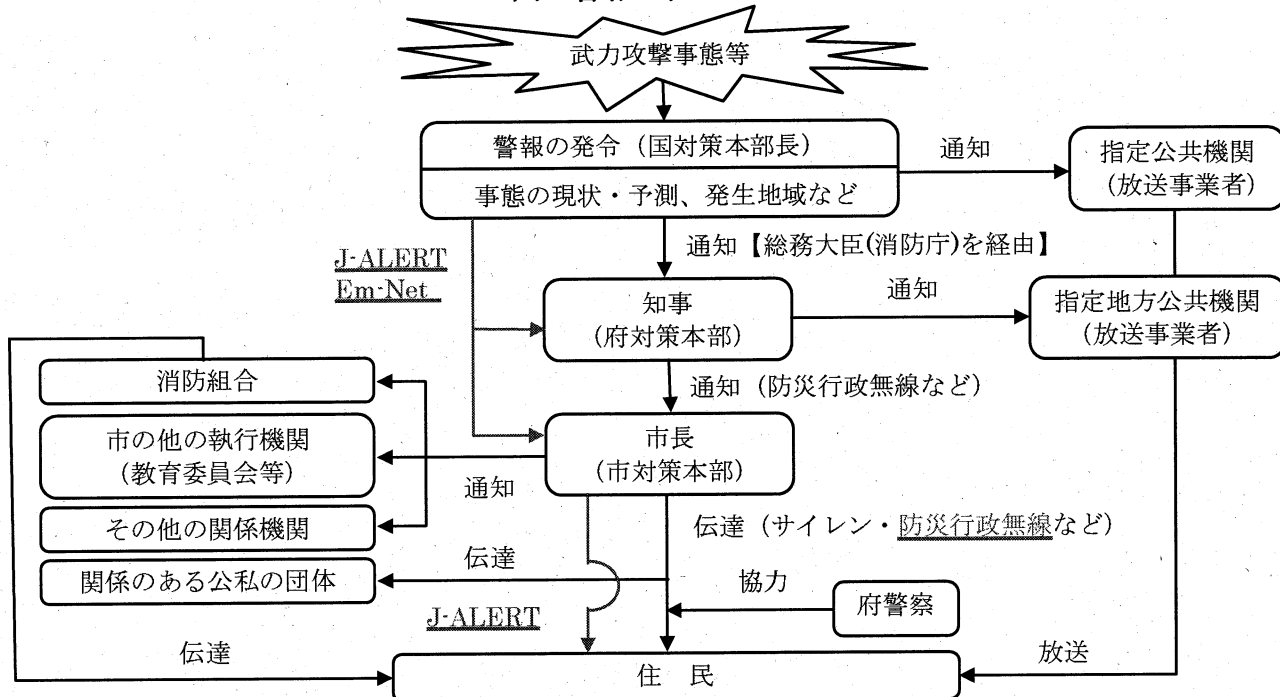 武力攻撃事態等
警報の発令（国対策本部長）
事態の現状・予測、発生地域など
通知
指定公共機関
（放送事業者）
J-ALERT
Em-Net
通知【総務大臣(消防庁)を経由】
知事
（府対策本部）
通知
指定地方公共機関
（放送事業者）
消防組合
通知（防災行政無線など）
市の他の執行機関
（教育委員会等）
市長
（市対策本部）
通知
その他の関係機関
伝達（サイレン・防災行政無線など）
関係のある公私の団体
伝達
協力
府警察
J-ALERT
伝達
住　民
放送